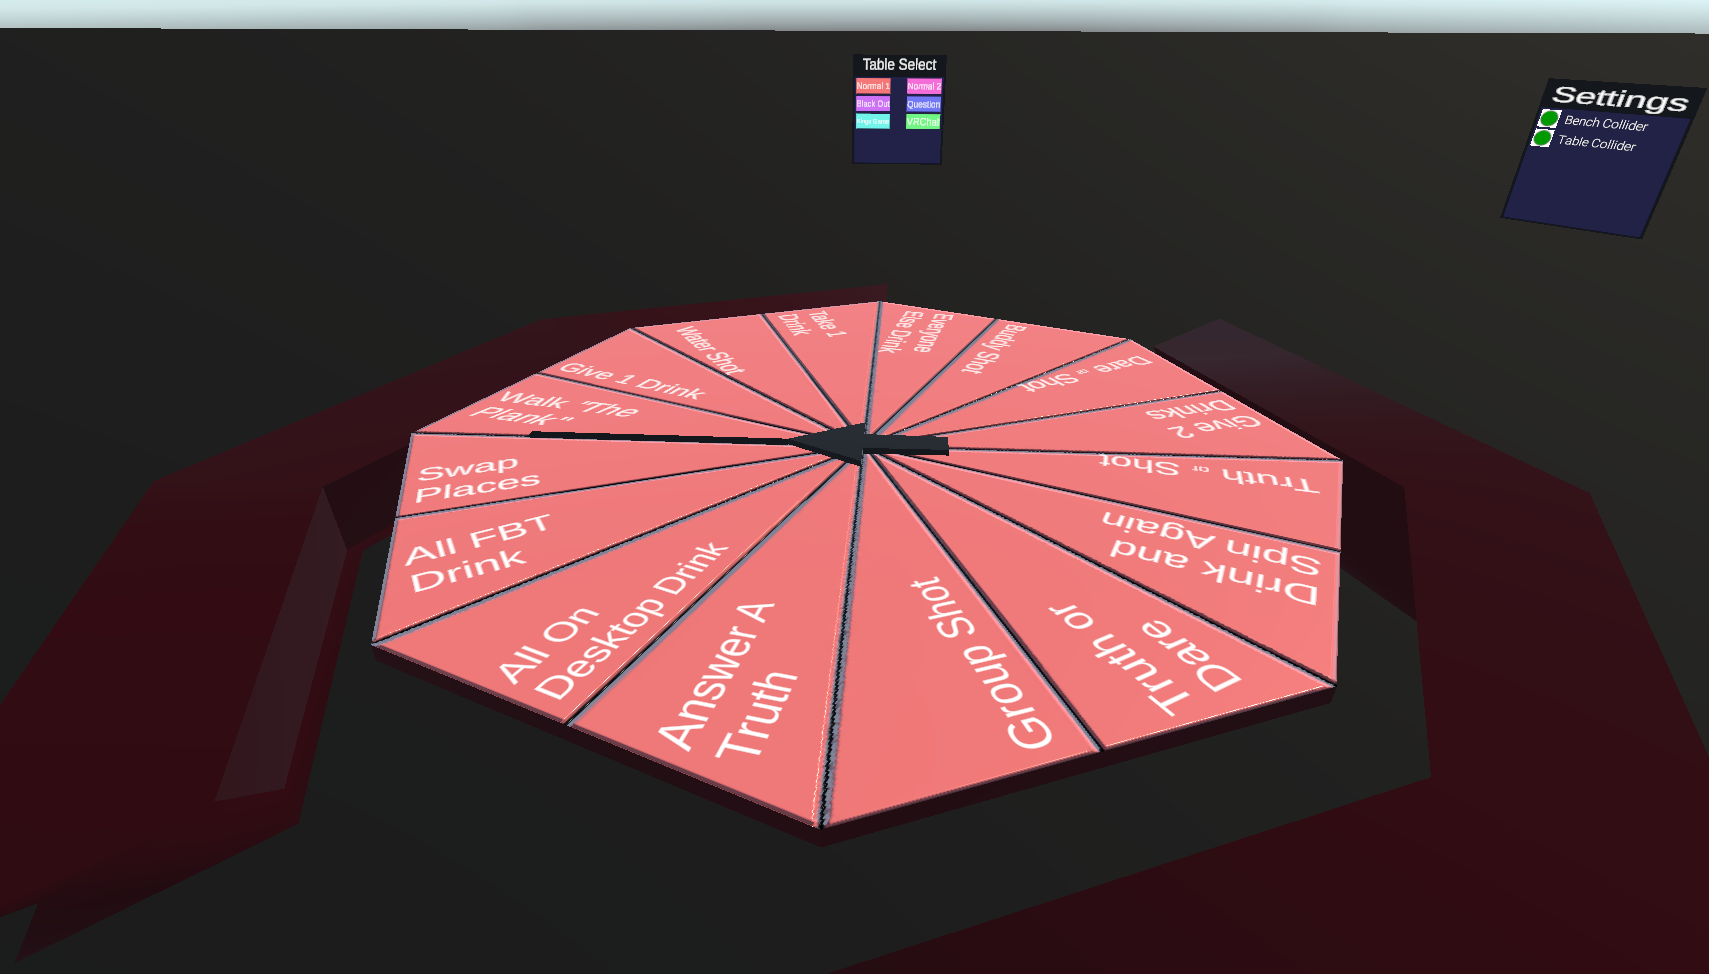 Table Select
Normal 1
Normal 2
Black Out
Question
Kings Game
VRChat
Settings
Bench Collider
Table Collider
Take 1
Drink
Everyone
Else Drink
Buddy Shot
Dare or Shot
Give 2
Drinks
Truth or Shot
Drink and
Spin Again
Truth or
Dare
Group Shot
Answer A
Truth
All On
Desktop Drink
All FBT
Drink
Swap
Places
Walk "The
Plank"
Give 1 Drink
Water Shot